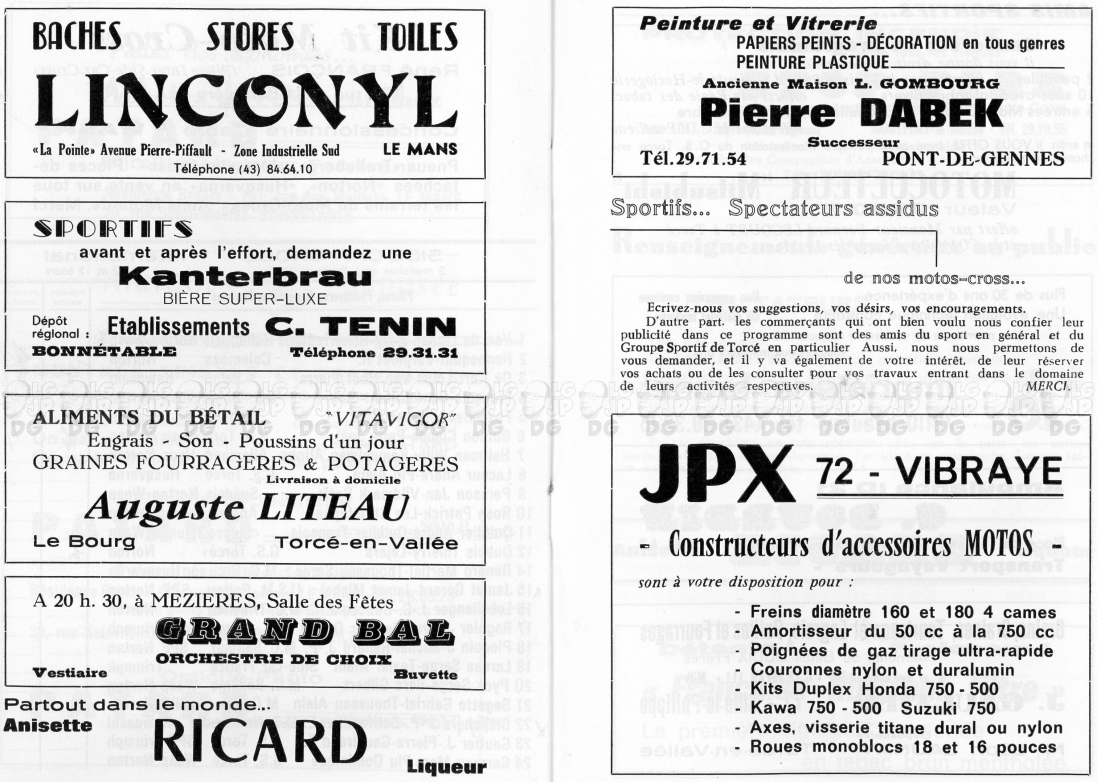 BACHES STORES TOILES
LINCONYL
«La Pointe» Avenue Pierre-Piffault - Zone Industrielle Sud LE MANS
Téléphone (43) 84.64.10
SPORTIFS
avant et après l'effort, demandez une
Kanterbrau
BIÈRE SUPER-LUXE
Dépôt
régional : Etablissements C. TENIN
BONNÉTABLE Téléphone 29.31.31
ALIMENTS DU BÉTAIL "VITAVIGOR"
Engrais - Son - Poussins d'un jour
GRAINES FOURRAGERES & POTAGERES
Livraison à domicile
Auguste LITEAU
Le Bourg Torcé-en-Vallée
A 20 h. 30, à MÉZIERES, Salle des Fêtes
GRAND BAL
ORCHESTRE DE CHOIX
Vestiaire Buvette
Partout dans le monde...
Anisette RICARD Liqueur
Peinture et Vitrerie
PAPIERS PEINTS - DÉCORATION en tous genres
PEINTURE PLASTIQUE
Ancienne Maison L. GOMBOURG
Pierre DABEK
Successeur
Tél. 29.71.54 PONT-DE-GENNES
Sportifs... Spectateurs assidus
de nos motos-cross...
Ecrivez-nous vos suggestions, vos désirs, vos encouragements.
D'autre part, les commerçants qui ont bien voulu nous confier leur
publicité dans ce programme sont des amis du sport en général et du
Groupe Sportif de Torcé en particulier Aussi, nous nous permettons de
vous demander, et il y va également de votre intérêt, de leur réserver
vos achats ou de les consulter pour vos travaux entrant dans le domaine
de leurs activités respectives. MERCI.
JPX 72 - VIBRAYE
- Constructeurs d'accessoires MOTOS -
sont à votre disposition pour :
- Freins diamètre 160 et 180 4 cames
- Amortisseur du 50 cc à la 750 cc
- Poignées de gaz tirage ultra-rapide
- Counes nylon et duralumin
- Kits Duplex Honda 750 - 500
- Kawa 750 - 500 Suzuki 750
- Axes, visserie titane dural ou nylon
- Roues monoblocs 18 et 16 pouces